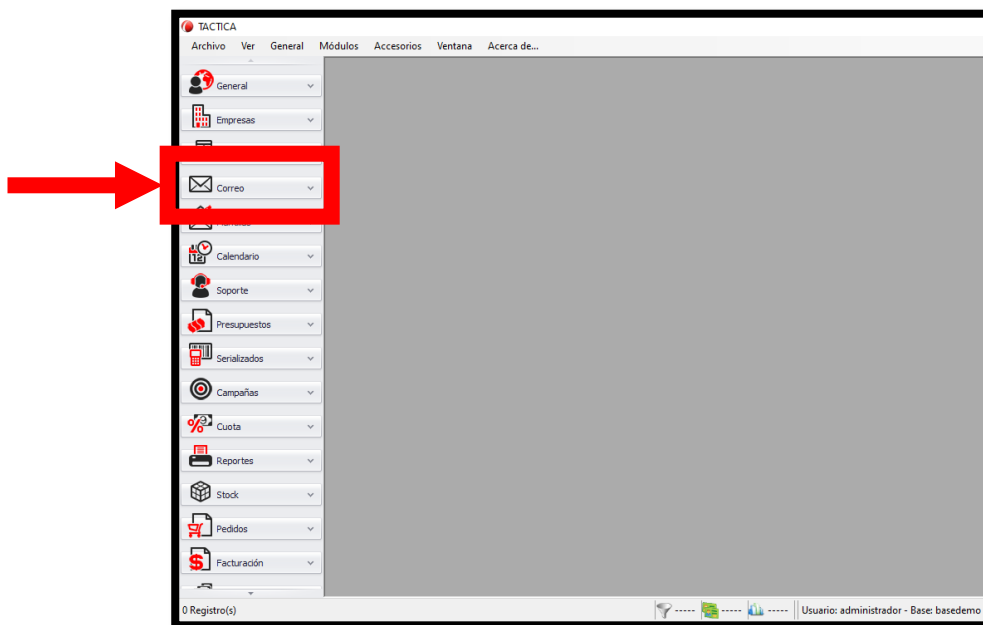 TACTICA
Archivo Ver General Módulos Accesorios Ventana Acerca de...
General
Empresas
Correo
Calendario
Soporte
Presupuestos
Serializados
Campañas
Cuota
Reportes
Stock
Pedidos
Facturación
0 Registro(s) ----- ----- ----- Usuario: administrador - Base: basedemo